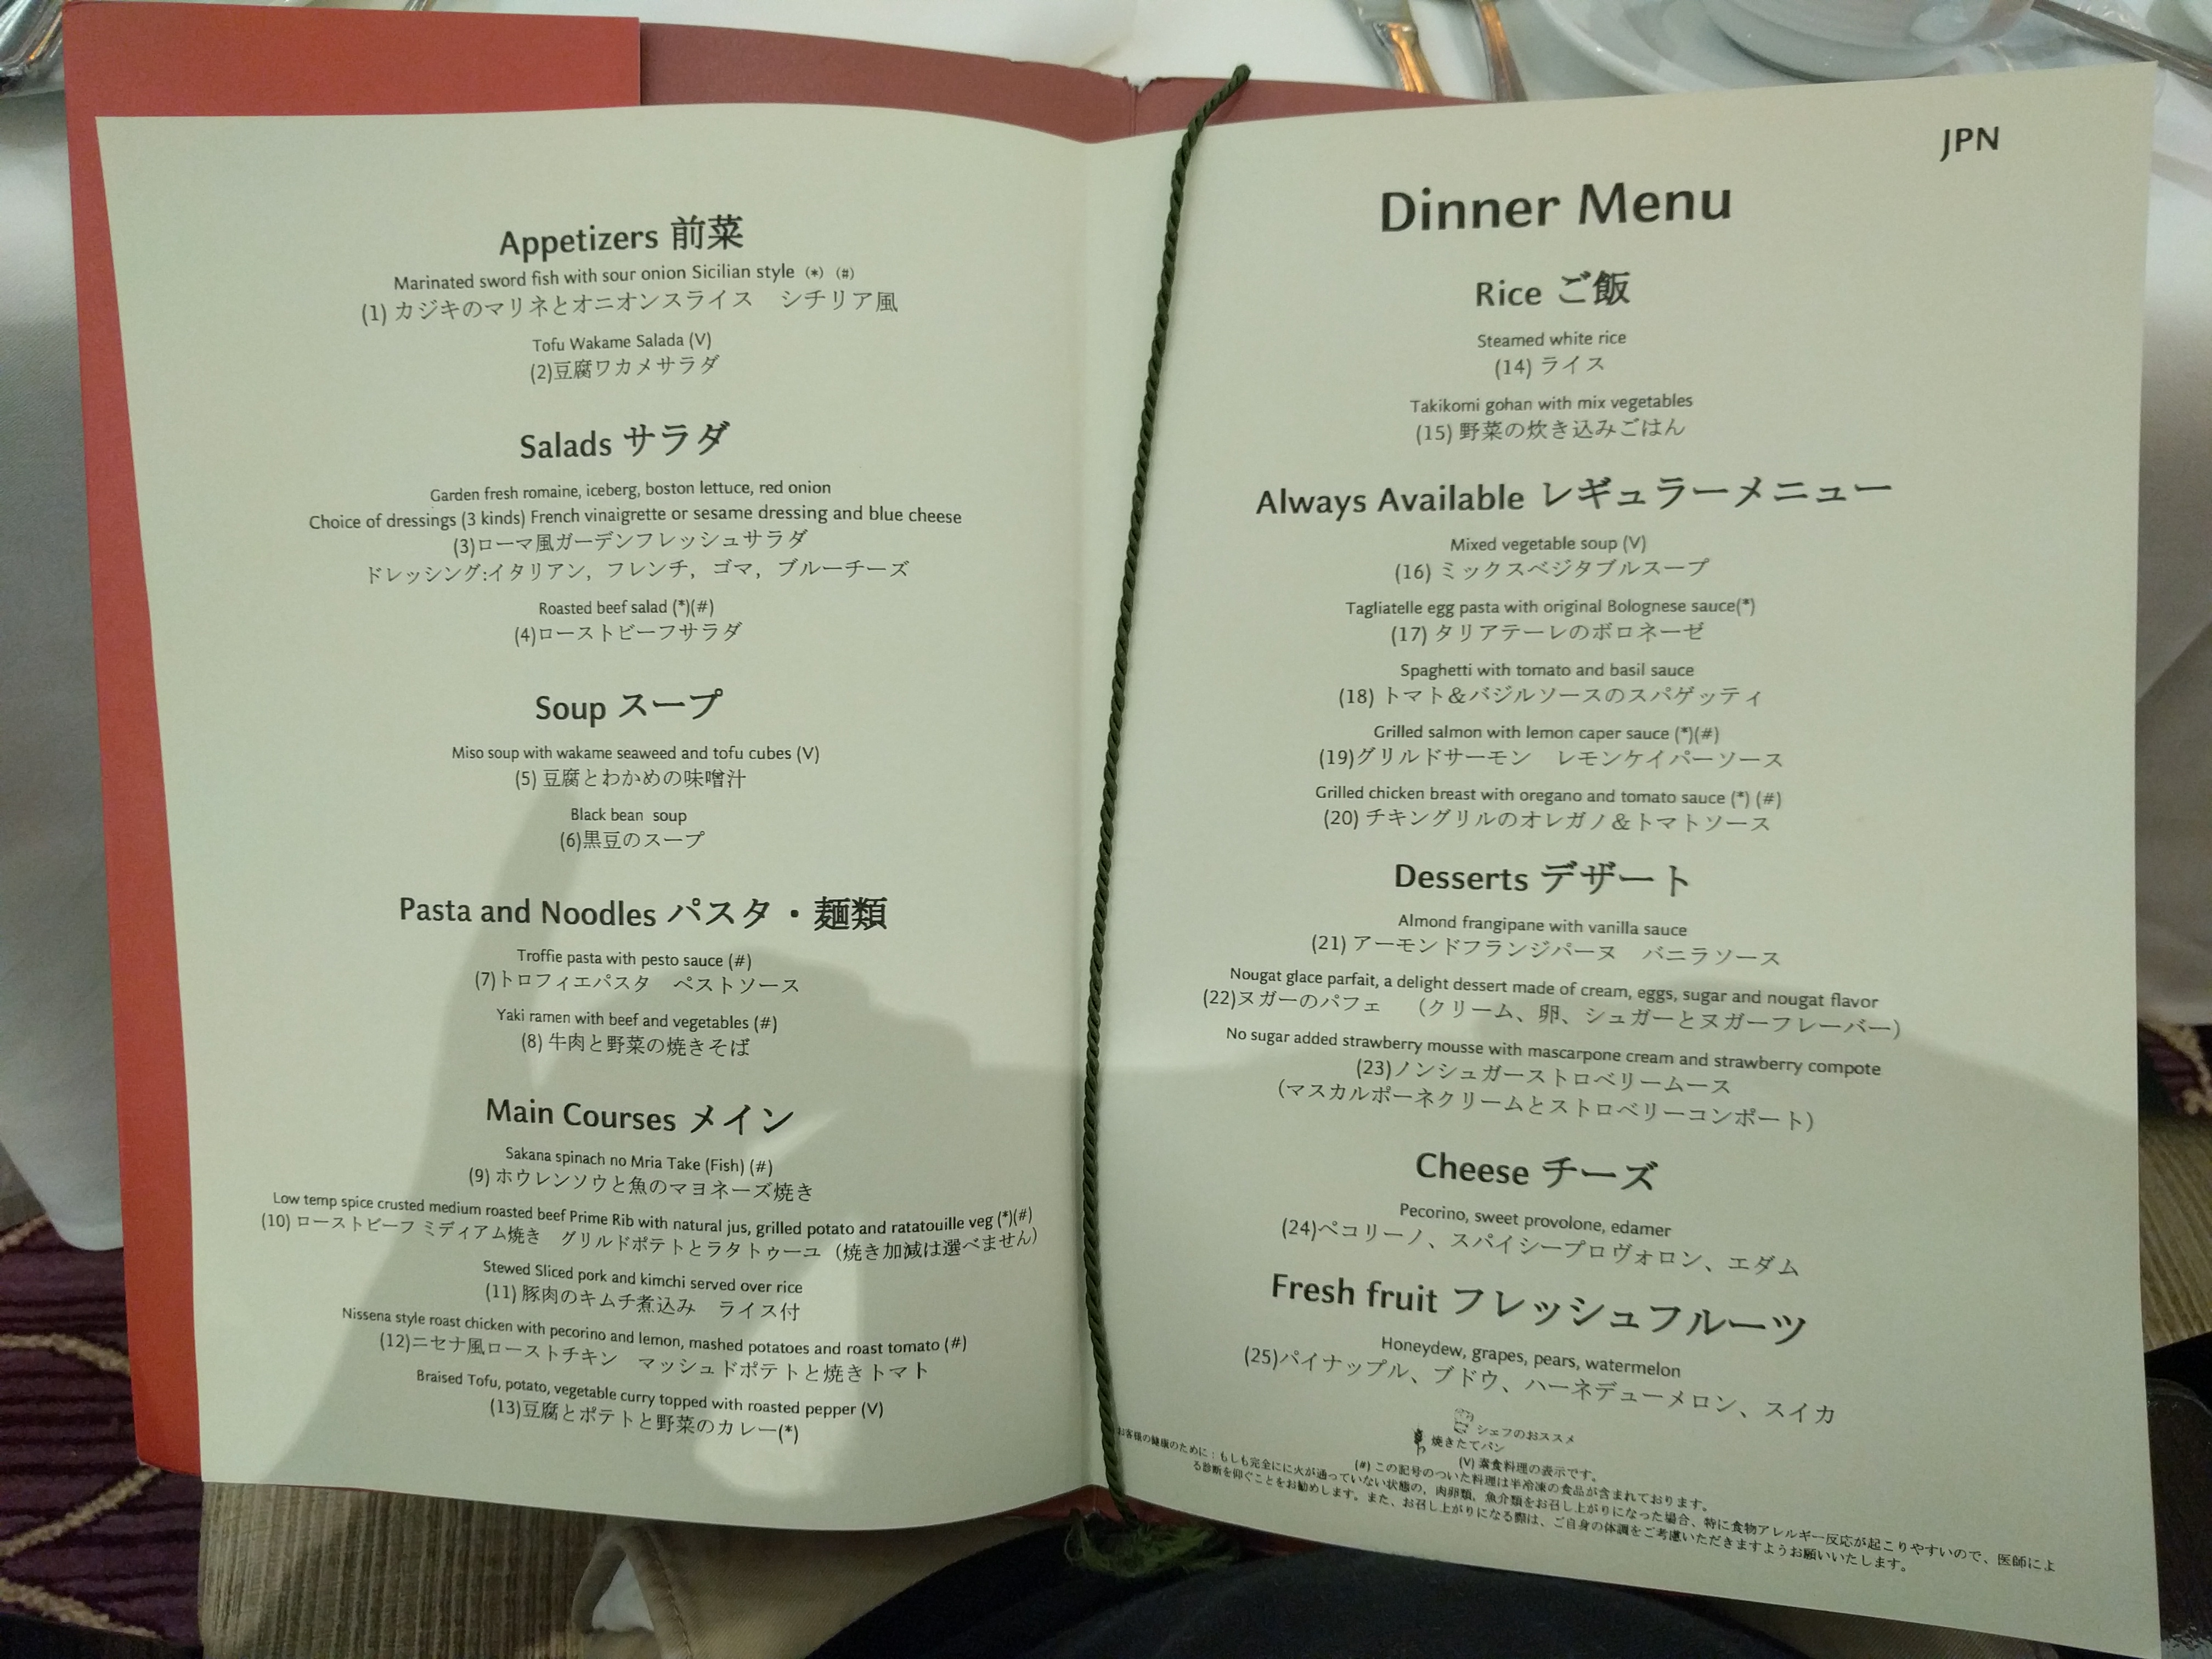 Appetizers 前菜
Marinated sword fish with sour onion Sicilian style (*) (#)
(1) カジキのマリネとオニオンスライス　シチリア風
Tofu Wakame Salada (V)
(2)豆腐ワカメサラダ
Salads サラダ
Garden fresh romaine, iceberg, boston lettuce, red onion
Choice of dressings (3 kinds) French vinaigrette or sesame dressing and blue cheese
(3)ローマ風ガーデンフレッシュサラダ
ドレッシング:イタリアン，フレンチ，ゴマ，ブルーチーズ
Roasted beef salad (*)(#)
(4)ローストビーフサラダ
Soup スープ
Miso soup with wakame seaweed and tofu cubes (V)
(5) 豆腐とわかめの味噌汁
Black bean soup
(6)黒豆のスープ
Pasta and Noodles パスタ・麺類
Troffie pasta with pesto sauce (#)
(7)トロフィエパスタ　ペストソース
Yaki ramen with beef and vegetables (#)
(8) 牛肉と野菜の焼きそば
Main Courses メイン
Sakana spinach no Mria Take (Fish) (#)
(9) ホウレンソウと魚のマヨネーズ焼き
Low temp spice crusted medium roasted beef Prime Rib with natural jus, grilled potato and ratatouille veg (*)(#)
(10) ローストビーフ ミディアム焼き　グリルドポテトとラタトゥーユ（焼き加減は選べません）
Stewed Sliced pork and kimchi served over rice
(11) 豚肉のキムチ煮込み　ライス付
Nissena style roast chicken with pecorino and lemon, mashed potatoes and roast tomato (#)
(12)ニセナ風ローストチキン　マッシュドポテトと焼きトマト
Braised Tofu, potato, vegetable curry topped with roasted pepper (V)
(13)豆腐とポテトと野菜のカレー(*)
JPN
Dinner Menu
Rice ご飯
Steamed white rice
(14) ライス
Takikomi gohan with mix vegetables
(15) 野菜の炊き込みごはん
Always Available レギュラーメニュー
Mixed vegetable soup (V)
(16) ミックスベジタブルスープ
Tagliatelle egg pasta with original Bolognese sauce(*)
(17) タリアテーレのボロネーゼ
Spaghetti with tomato and basil sauce
(18) トマト＆バジルソースのスパゲッティ
Grilled salmon with lemon caper sauce (*)(#)
(19)グリルドサーモン　レモンケイパーソース
Grilled chicken breast with oregano and tomato sauce (*) (#)
(20) チキングリルのオレガノ＆トマトソース
Desserts デザート
Almond frangipane with vanilla sauce
(21) アーモンドフランジパーヌ　バニラソース
Nougat glace parfait, a delight dessert made of cream, eggs, sugar and nougat flavor
(22)ヌガーのパフェ　（クリーム、卵、シュガーとヌガーフレーバー）
No sugar added strawberry mousse with mascarpone cream and strawberry compote
(23)ノンシュガーストロベリームース
（マスカルポーネクリームとストロベリーコンポート）
Cheese チーズ
Pecorino, sweet provolone, edamer
(24)ペコリーノ、スパイシープロヴォロン、エダム
Fresh fruit フレッシュフルーツ
Honeydew, grapes, pears, watermelon
(25)パイナップル、ブドウ、ハーネデューメロン、スイカ
シェフのおススメ
焼きたてパン
(V) 素食料理の表示です。
(#) この記号のついた料理は半冷凍の食品が含まれております。
お客様の健康のために：もしも完全にに火が通っていない状態の、肉卵類、魚介類をお召し上がりになった場合、特に食物アレルギー反応が起こりやすいので、医師によ
る診断を仰ぐことをお勧めします。また、お召し上がりになる際は、ご自身の体調をご考慮いただきますようお願いいたします。